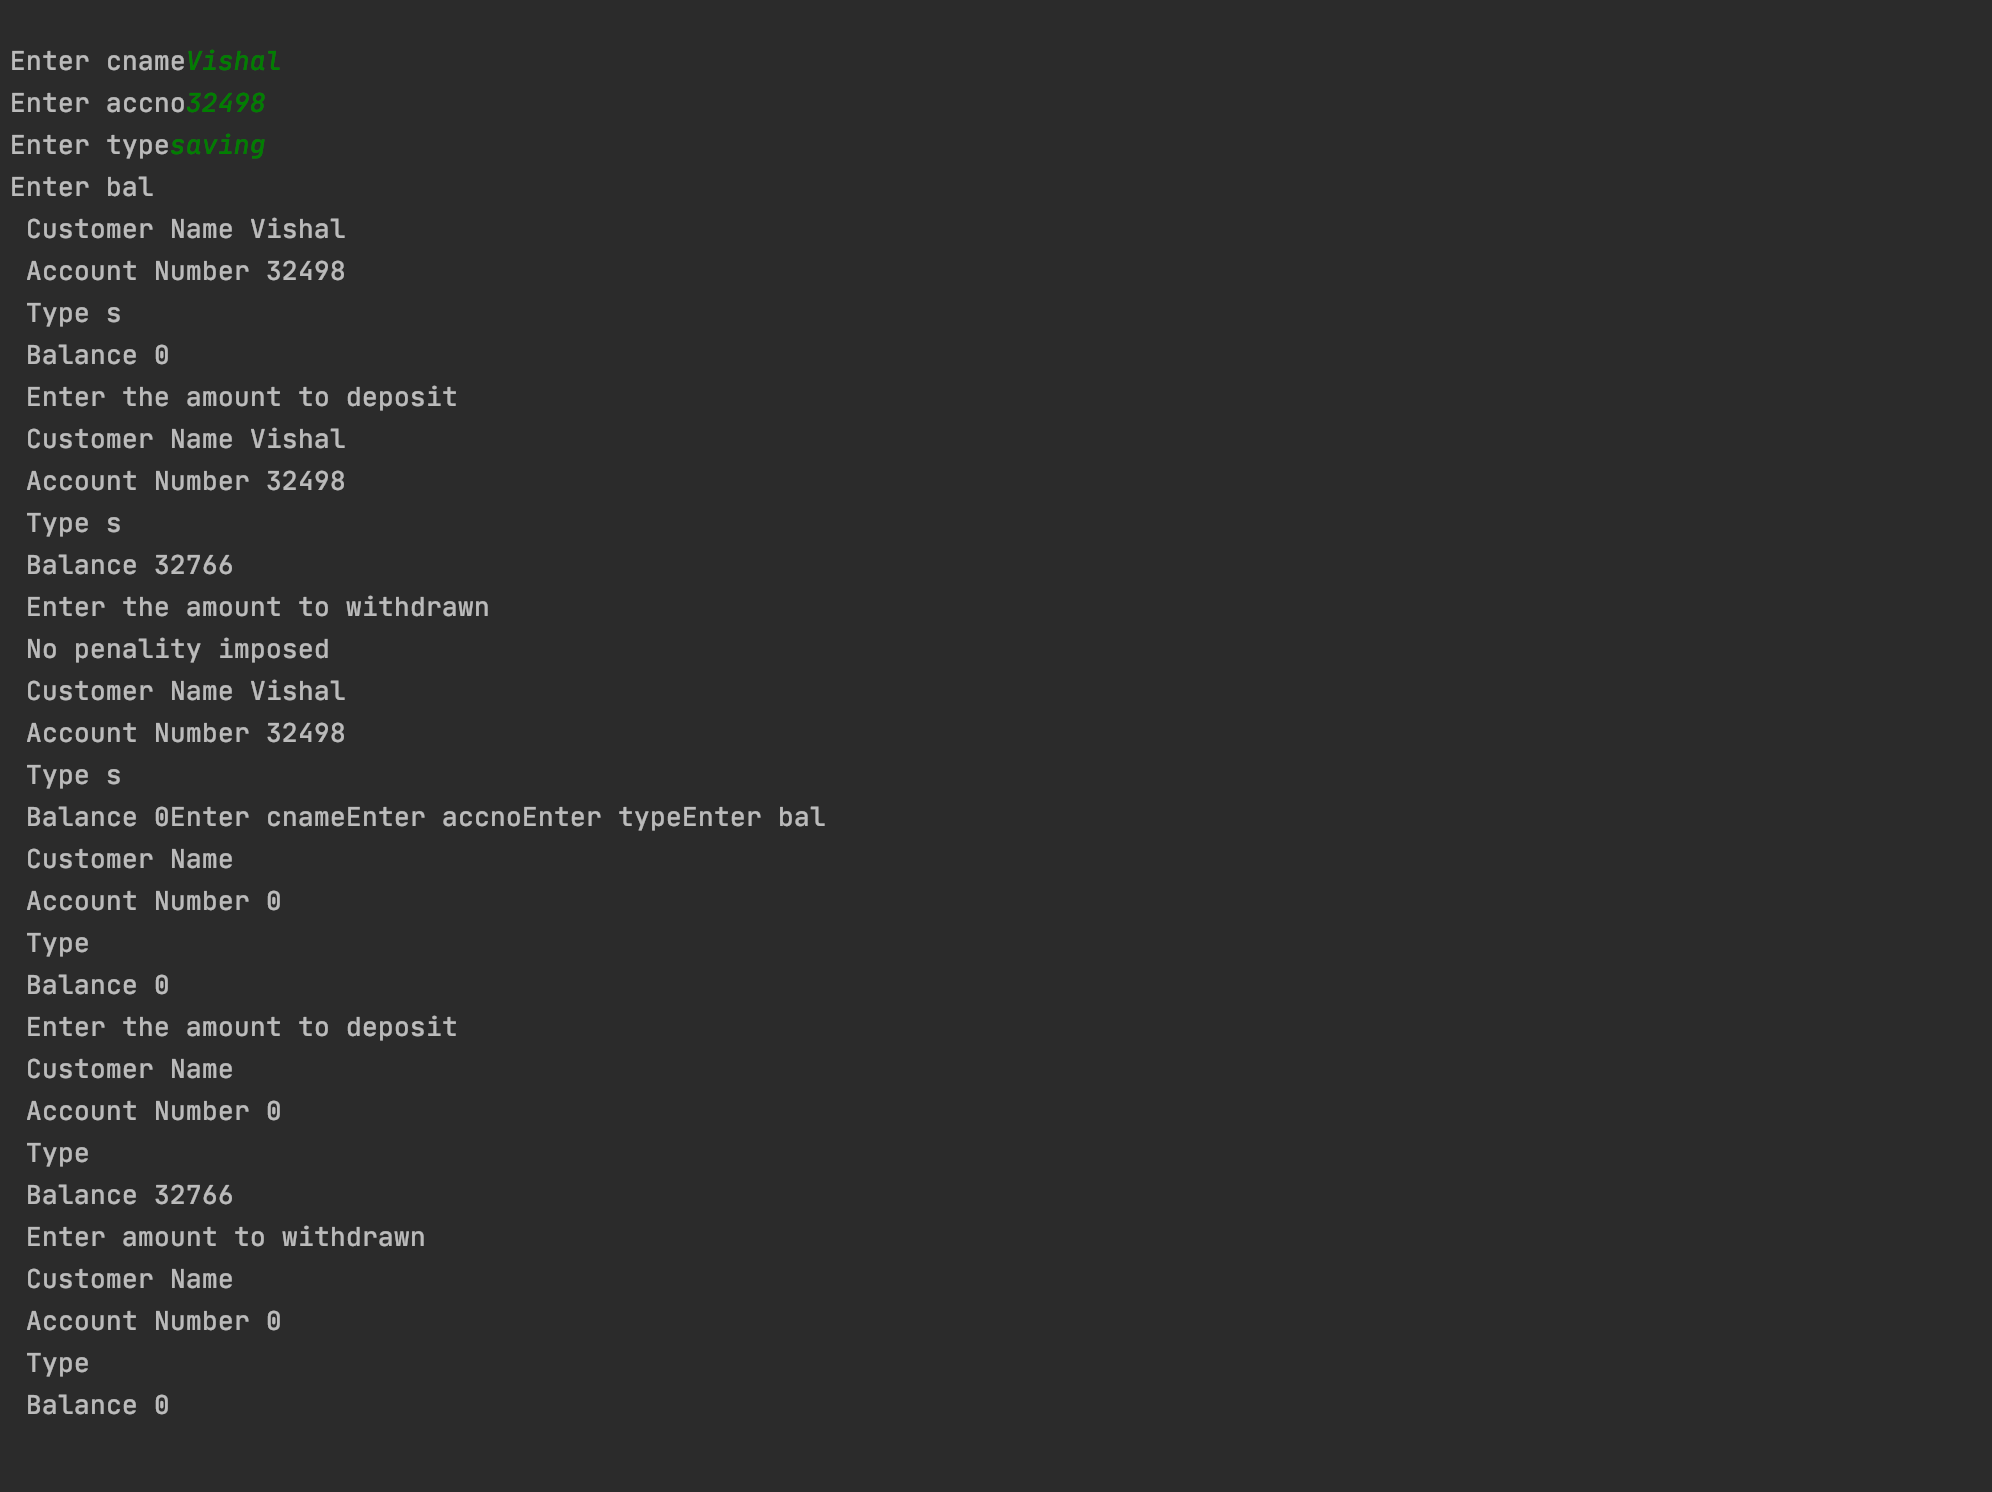 Enter cnameVishal
Enter accno32498
Enter typesaving
Enter bal
Customer Name Vishal
Account Number 32498
Type s
Balance 0
Enter the amount to deposit
Customer Name Vishal
Account Number 32498
Type s
Balance 32766
Enter the amount to withdrawn
No penality imposed
Customer Name Vishal
Account Number 32498
Type s
Balance 0Enter cnameEnter accnoEnter typeEnter bal
Customer Name
Account Number 0
Type
Balance 0
Enter the amount to deposit
Customer Name
Account Number 0
Type
Balance 32766
Enter amount to withdrawn
Customer Name
Account Number 0
Type
Balance 0